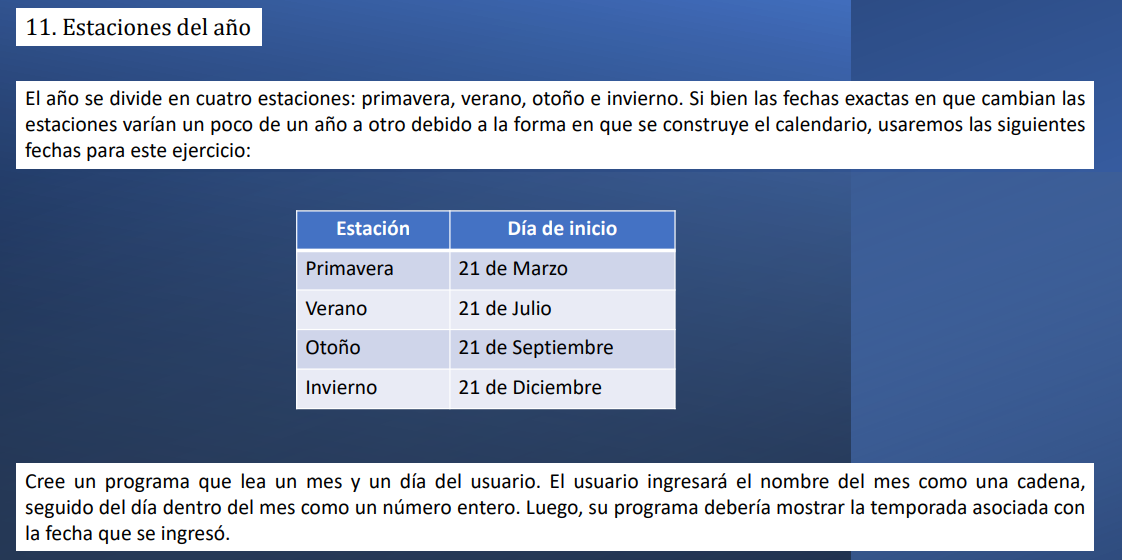 11. Estaciones del año
El año se divide en cuatro estaciones: primavera, verano, otoño e invierno. Si bien las fechas exactas en que cambian las
estaciones varían un poco de un año a otro debido a la forma en que se construye el calendario, usaremos las siguientes
fechas para este ejercicio:
Estación Día de inicio
Primavera 21 de Marzo
Verano 21 de Julio
Otoño 21 de Septiembre
Invierno 21 de Diciembre
Cree un programa que lea un mes y un día del usuario. El usuario ingresará el nombre del mes como una cadena,
seguido del día dentro del mes como un número entero. Luego, su programa debería mostrar la temporada asociada con
la fecha que se ingresó.